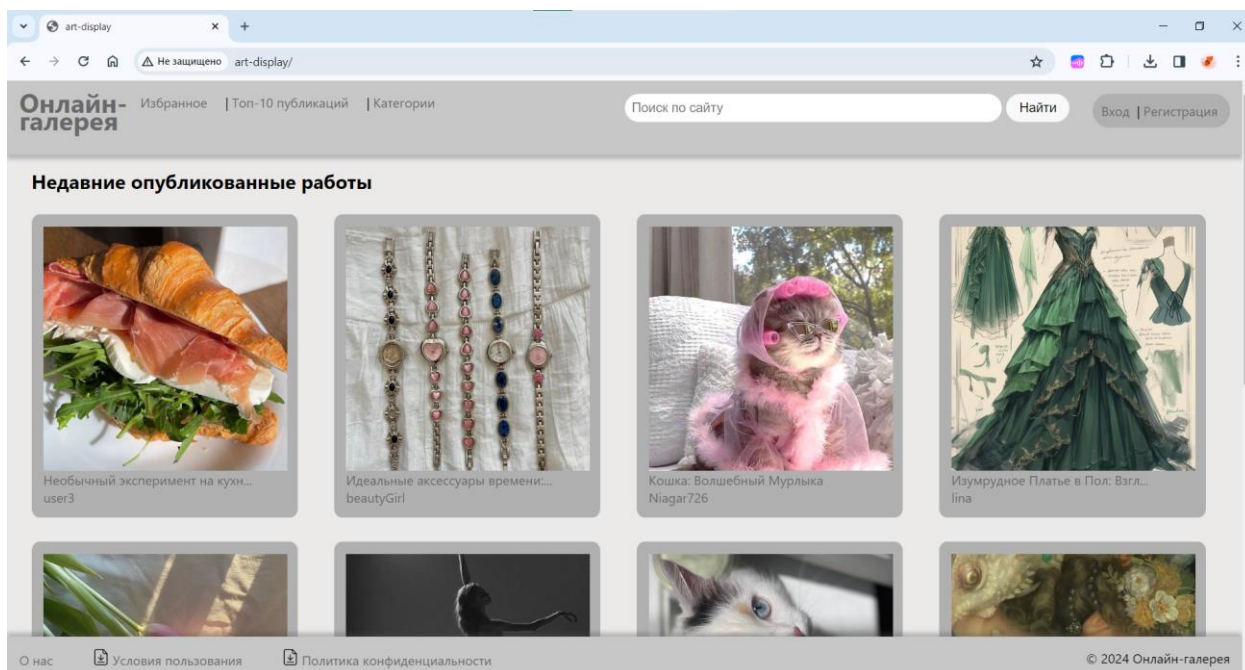 art-display
Не защищено art-display/
Онлайн-
галерея
Избранное | Топ-10 публикаций | Категории
Поиск по сайту
Найти
Вход | Регистрация
Недавние опубликованные работы
Необычный эксперимент на кухн...
user3
Идеальные аксессуары времени:...
beautyGirl
Кошка: Волшебный Мурлыка
Niagar726
Изумрудное Платье в Пол: Взгл...
lina
О нас
Условия пользования
Политика конфиденциальности
© 2024 Онлайн-галерея